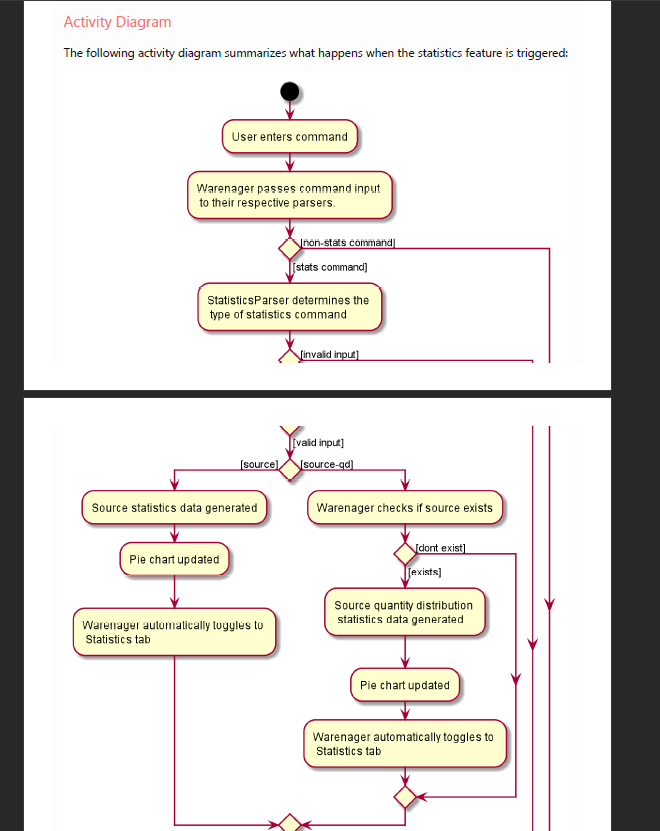 Activity Diagram
The following activity diagram summarizes what happens when the statistics feature is triggered:
User enters command
Warenager passes command input
to their respective parsers.
[non-stats command]
[stats command]
StatisticsParser determines the
type of statistics command
[invalid input]
[valid input]
[source]
[source-qd]
Source statistics data generated
Warenager checks if source exists
[dont exist]
Pie chart updated
[exists]
Source quantity distribution
statistics data generated
Warenager automatically toggles to
Statistics tab
Pie chart updated
Warenager automatically toggles to
Statistics tab